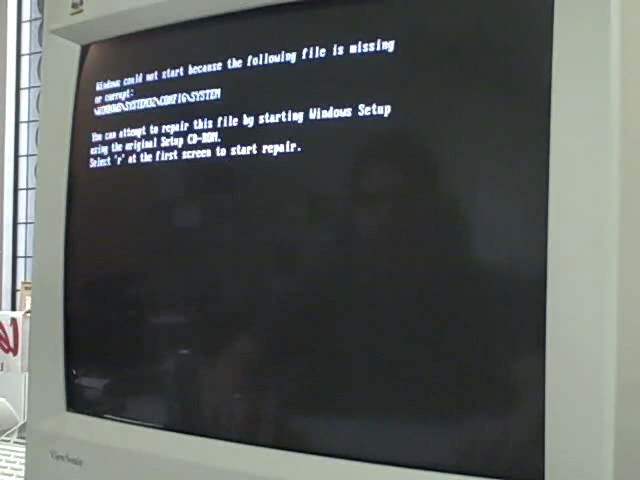 Windows could not start because the following file is missing
or corrupt:
\WINDOWS\SYSTEM32\CONFIG\SYSTEM
You can attempt to repair this file by starting Windows Setup
using the original Setup CD-ROM.
Select 'r' at the first screen to start repair.
ViewSonic